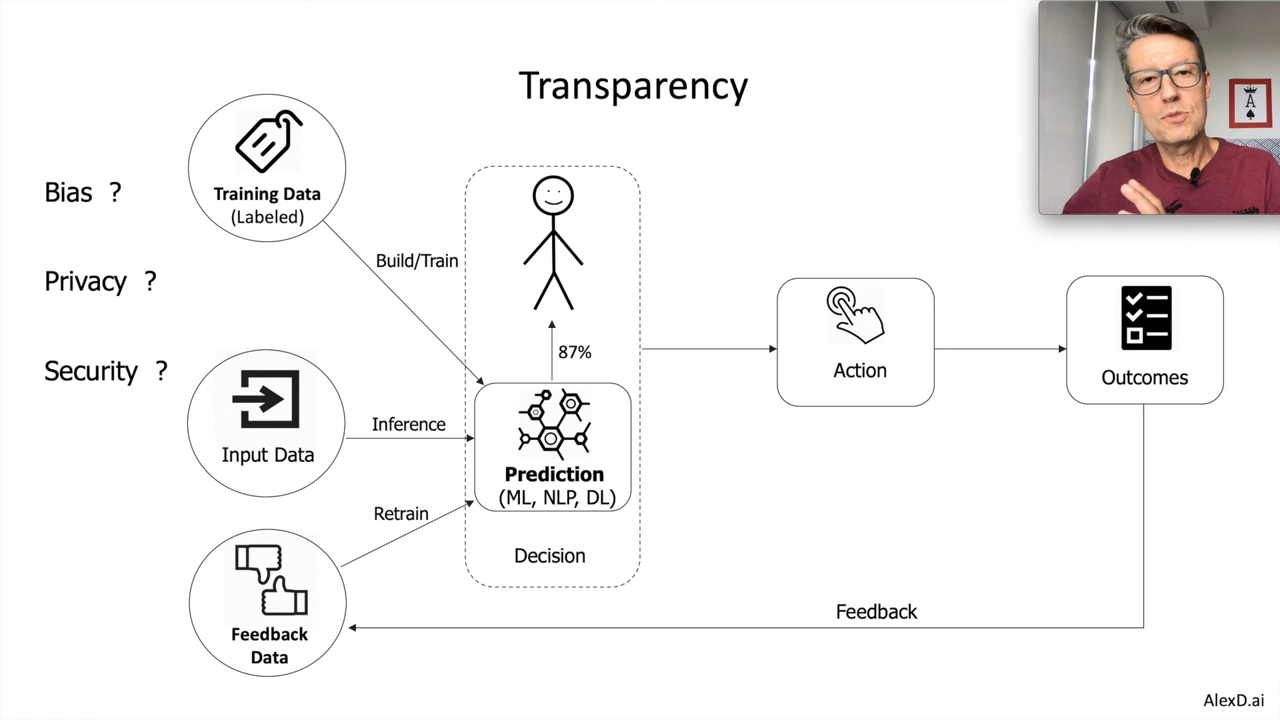 Transparency
Bias ?
Privacy ?
Security ?
Training Data
(Labeled)
Build/Train
87%
Input Data
Inference
Prediction
(ML, NLP, DL)
Retrain
Decision
Feedback
Data
Action
Outcomes
Feedback
A
AlexD.ai